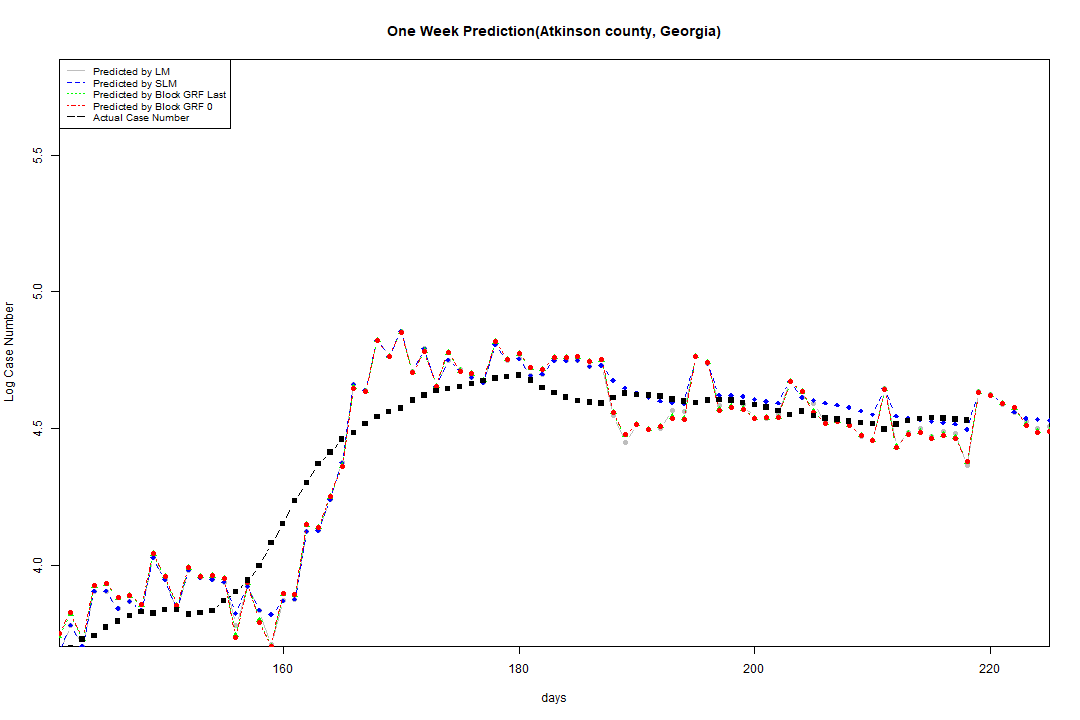 One Week Prediction(Atkinson county, Georgia)
Predicted by LM
Predicted by SLM
Predicted by Block GRF Last
Predicted by Block GRF 0
Actual Case Number
5.5
5.0
4.5
4.0
Log Case Number
160 180 200 220
days